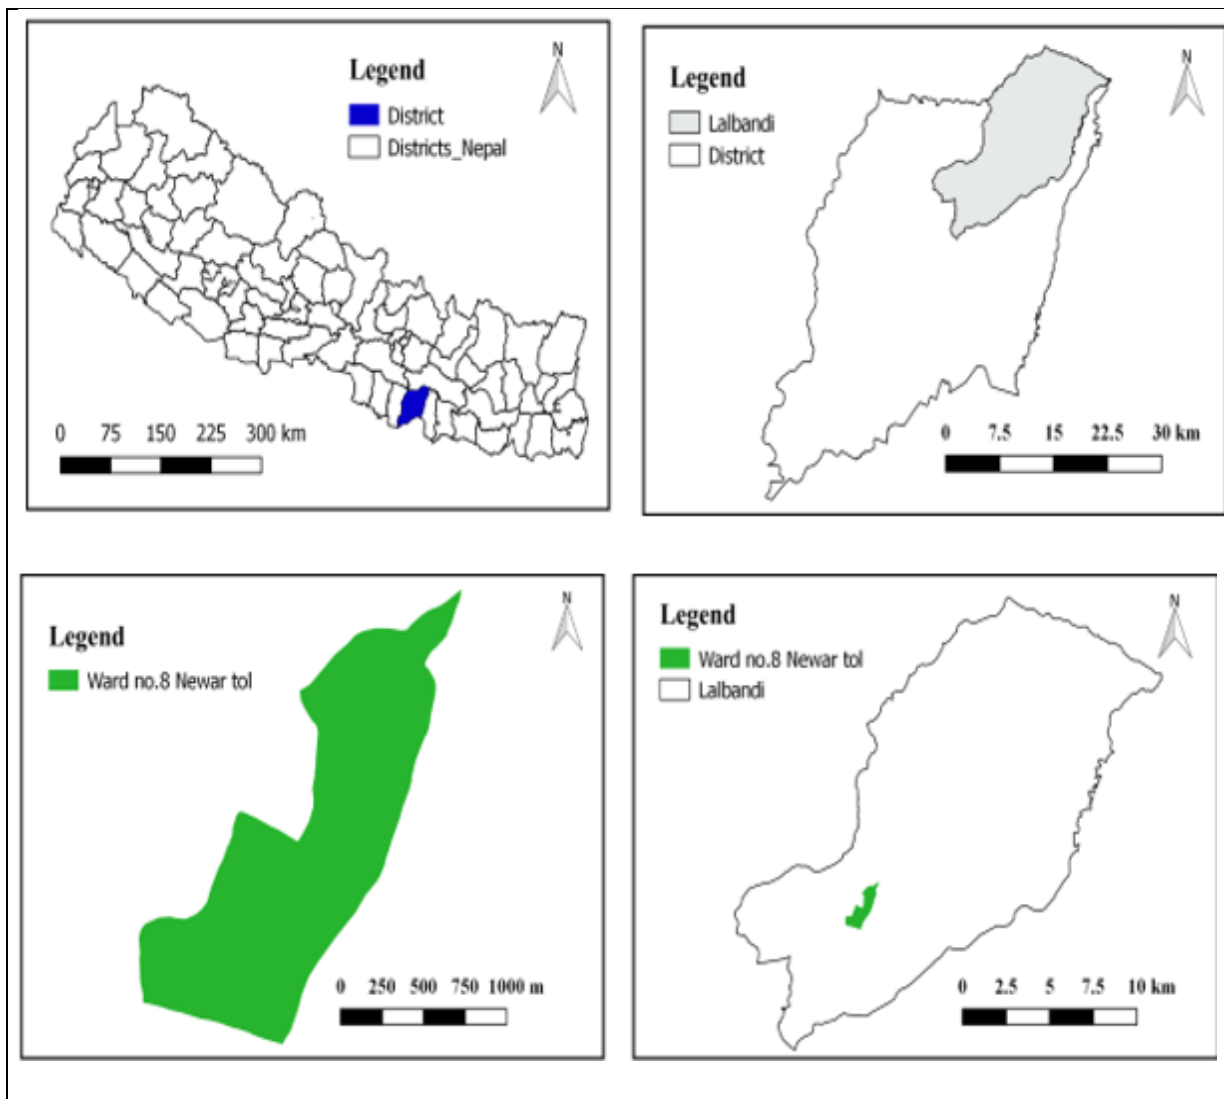 N
Legend
District
Districts_Nepal
0 75 150 225 300 km
N
Legend
Lalbandi
District
0 7.5 15 22.5 30 km
N
Legend
Ward no.8 Newar tol
0 250 500 750 1000 m
N
Legend
Ward no.8 Newar tol
Lalbandi
0 2.5 5 7.5 10 km